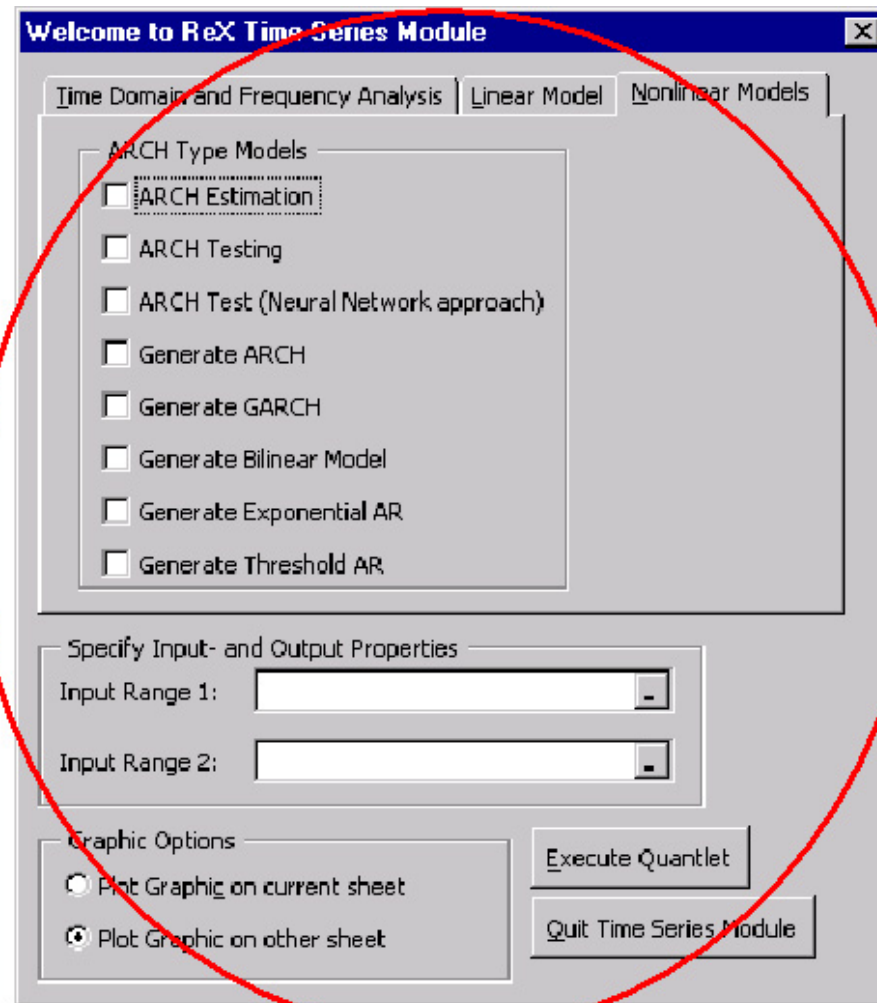 Welcome to ReX Time Series Module
Time Domain and Frequency Analysis
Linear Model
Nonlinear Models
ARCH Type Models
ARCH Estimation
ARCH Testing
ARCH Test (Neural Network approach)
Generate ARCH
Generate GARCH
Generate Bilinear Model
Generate Exponential AR
Generate Threshold AR
Specify Input- and Output Properties
Input Range 1:
Input Range 2:
Graphic Options
Plot Graphic on current sheet
Plot Graphic on other sheet
Execute Quantlet
Quit Time Series Module